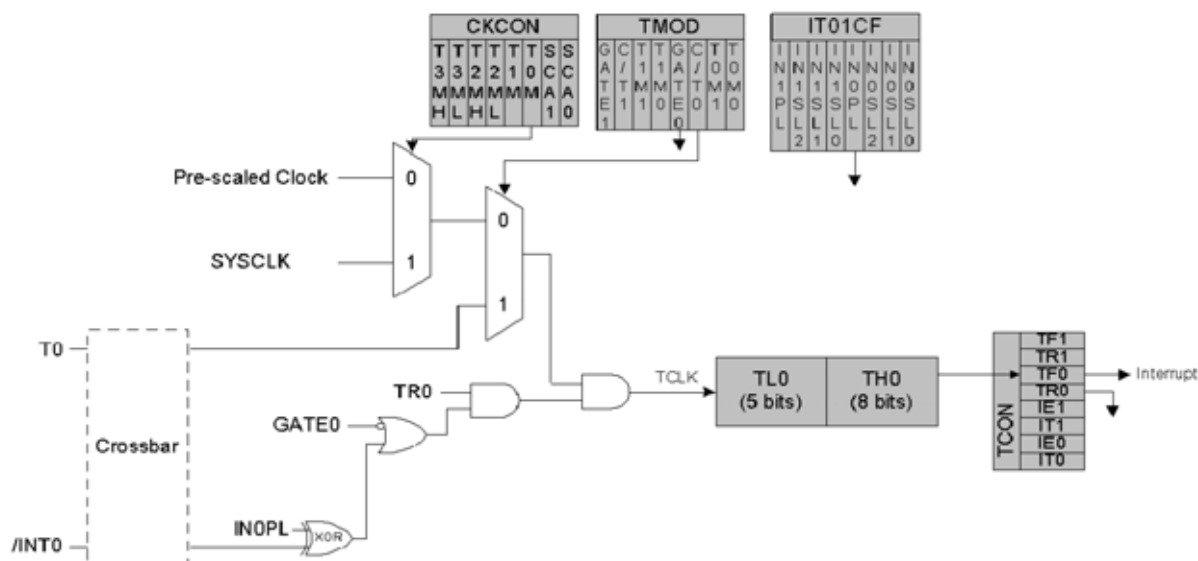 CKCON
T3MH T3ML T2MH T2ML T1M T0M SCA1 SCA0
TMOD
GATE1 C/T1 T1M1 T1M0 GATE0 C/T0 T0M1 T0M0
IT01CF
IN1PL IN1SL2 IN1SL1 IN1SL0 IN0PL IN0SL2 IN0SL1 IN0SL0
Pre-scaled Clock
0
SYSCLK
1
0
1
T0
Crossbar
/INT0
TR0
GATE0
IN0PL
XOR
TCLK
TL0
(5 bits)
TH0
(8 bits)
TCON
TF1
TR1
TF0
TR0
IE1
IT1
IE0
IT0
Interrupt